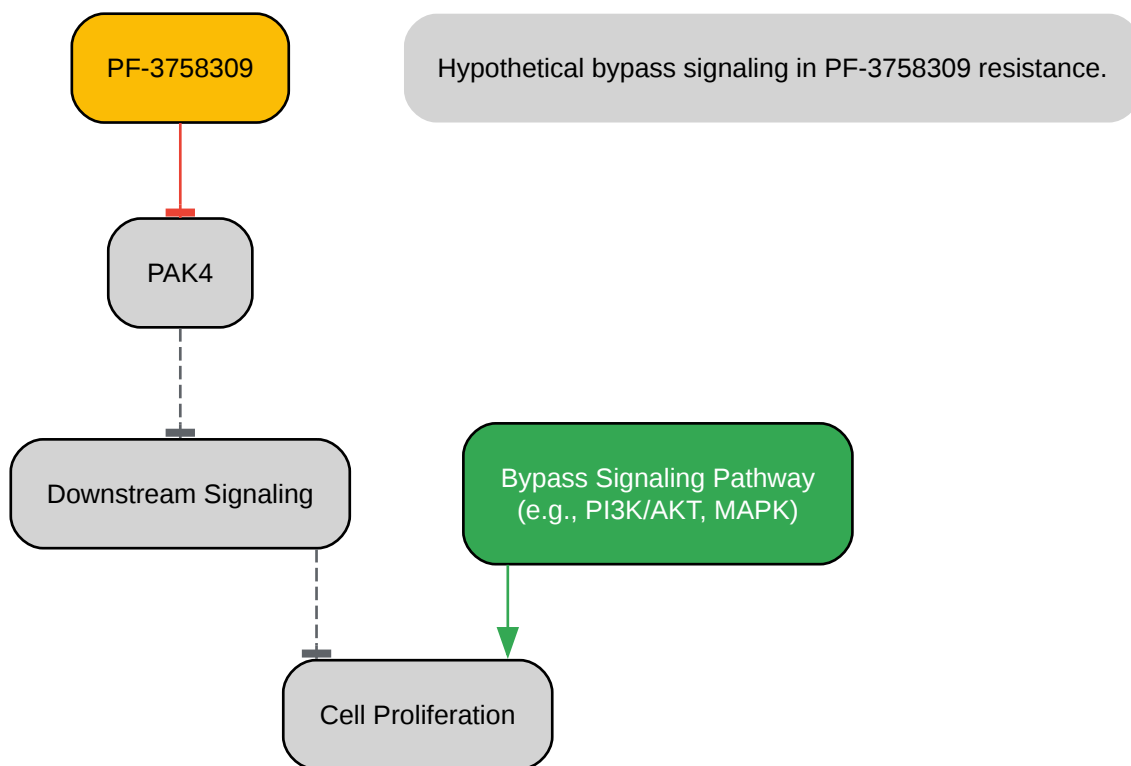 PF-3758309
Hypothetical bypass signaling in PF-3758309 resistance.
PAK4
Downstream Signaling
Bypass Signaling Pathway
(e.g., PI3K/AKT, MAPK)
Cell Proliferation